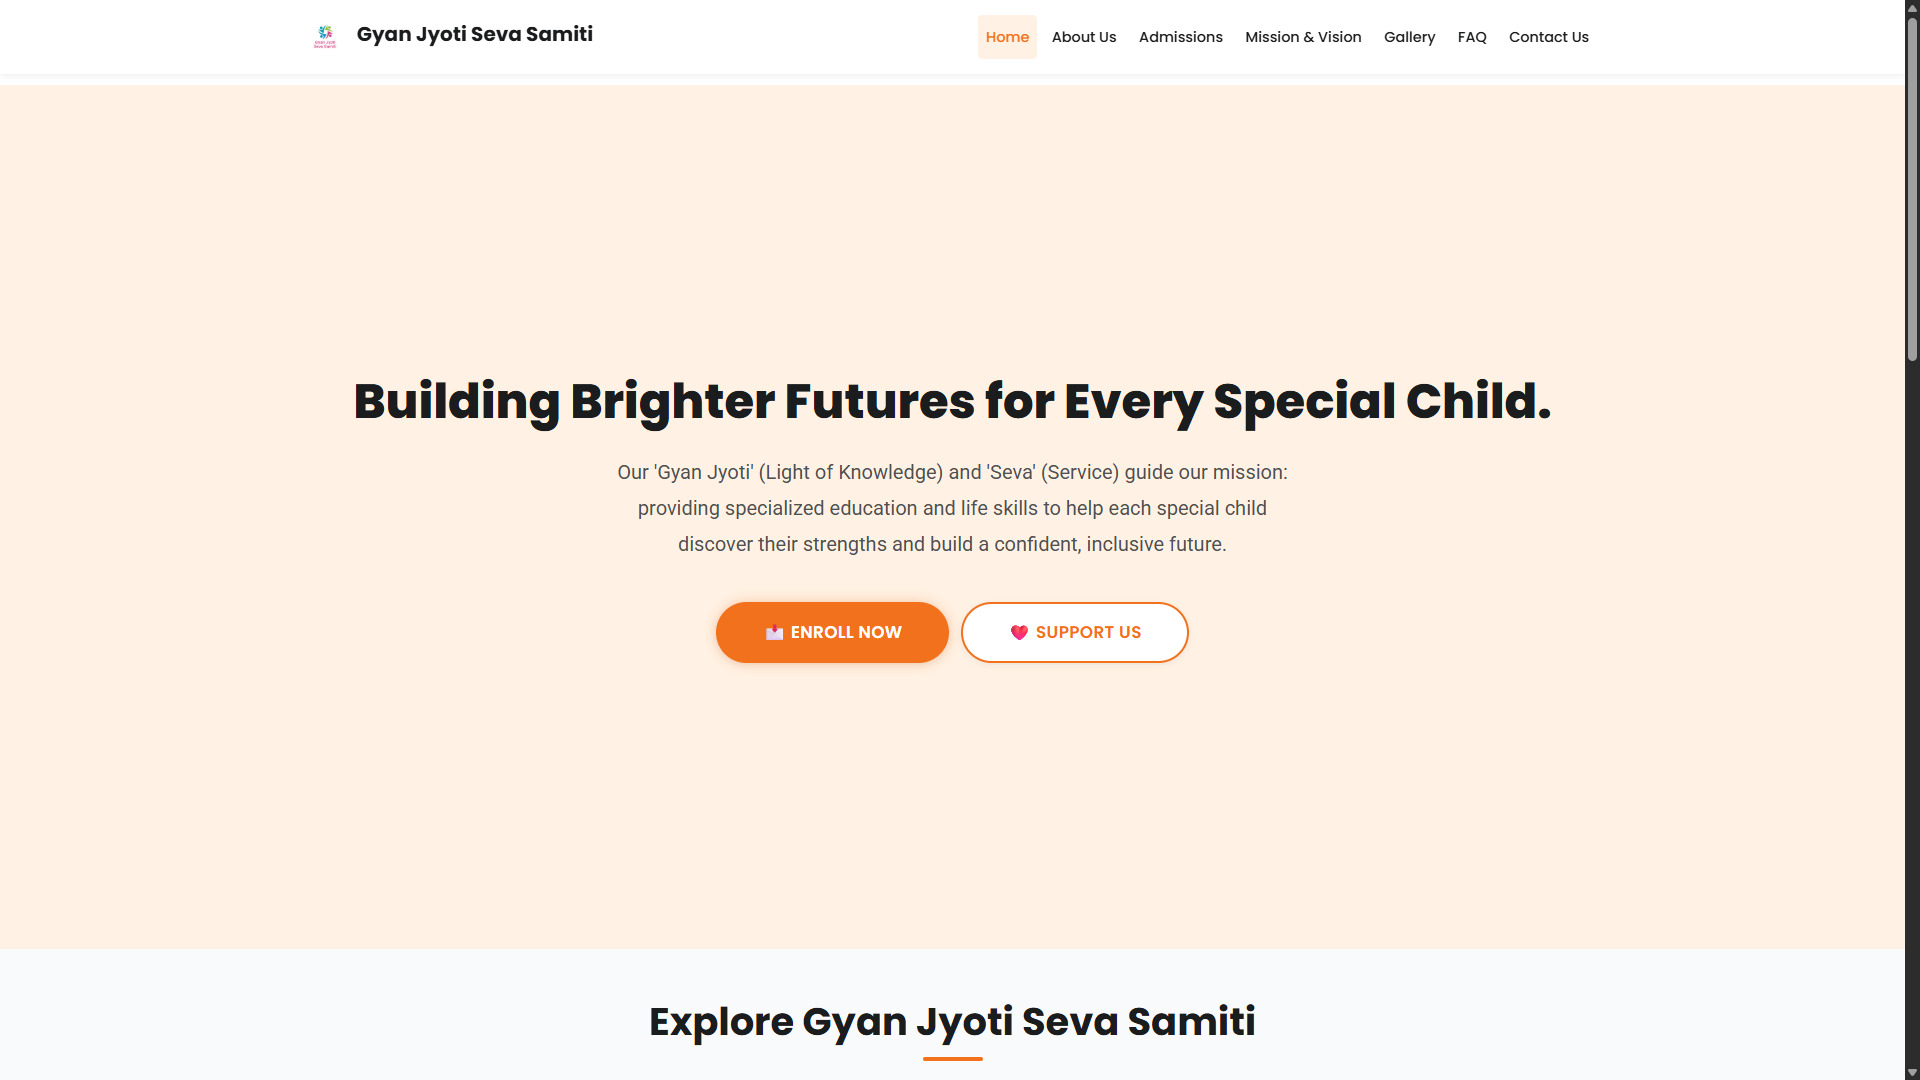 Gyan Jyoti Seva Samiti
Home
About Us
Admissions
Mission & Vision
Gallery
FAQ
Contact Us
Building Brighter Futures for Every Special Child.
Our 'Gyan Jyoti' (Light of Knowledge) and 'Seva' (Service) guide our mission:
providing specialized education and life skills to help each special child
discover their strengths and build a confident, inclusive future.
ENROLL NOW
SUPPORT US
Explore Gyan Jyoti Seva Samiti